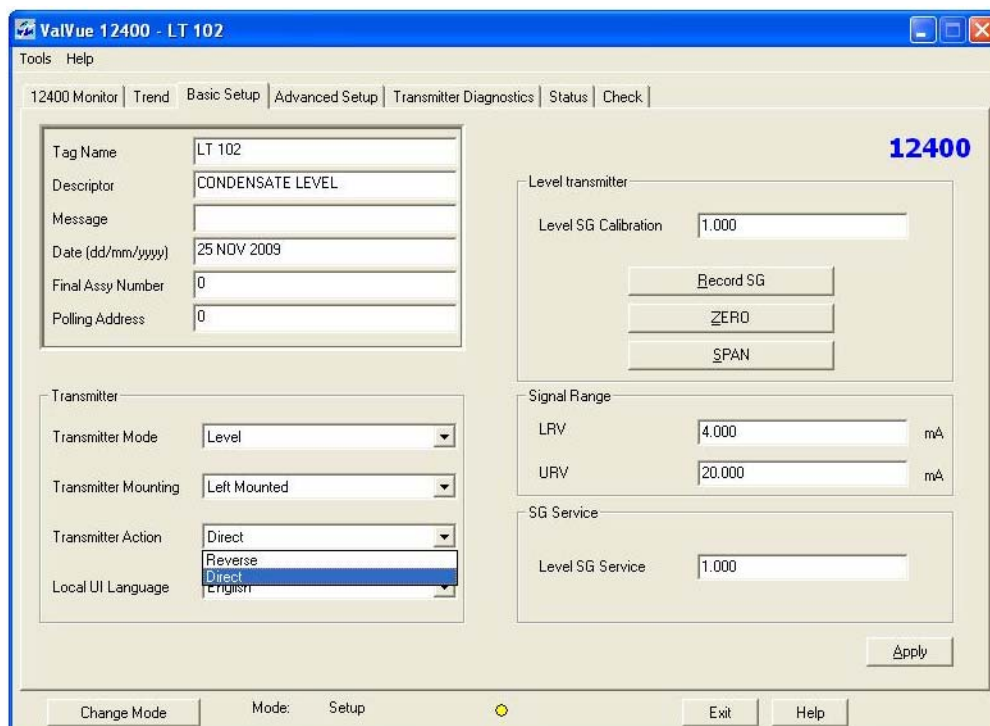 ValVue 12400 - LT 102
Tools Help
12400 Monitor Trend Basic Setup Advanced Setup Transmitter Diagnostics Status Check
12400
Tag Name LT 102
Descriptor CONDENSATE LEVEL
Message
Date (dd/mm/yyyy) 25 NOV 2009
Final Assy Number 0
Polling Address 0
Level transmitter
Level SG Calibration 1.000
Record SG
ZERO
SPAN
Transmitter
Transmitter Mode Level
Transmitter Mounting Left Mounted
Transmitter Action Direct
Reverse
Direct
Local UI Language English
Signal Range
LRV 4.000 mA
URV 20.000 mA
SG Service
Level SG Service 1.000
Apply
Change Mode Mode: Setup Exit Help